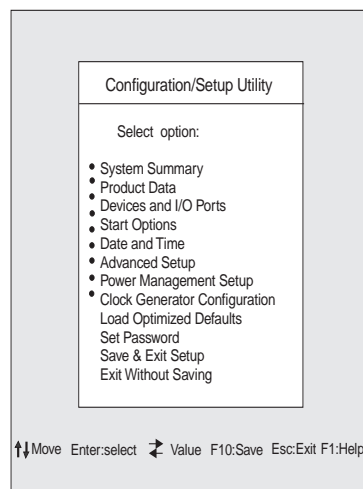 Configuration/Setup Utility
Select option:
• System Summary
• Product Data
• Devices and I/O Ports
• Start Options
• Date and Time
• Advanced Setup
• Power Management Setup
• Clock Generator Configuration
Load Optimized Defaults
Set Password
Save & Exit Setup
Exit Without Saving
↑↓Move Enter:select ⇄ Value F10:Save Esc:Exit F1:Help